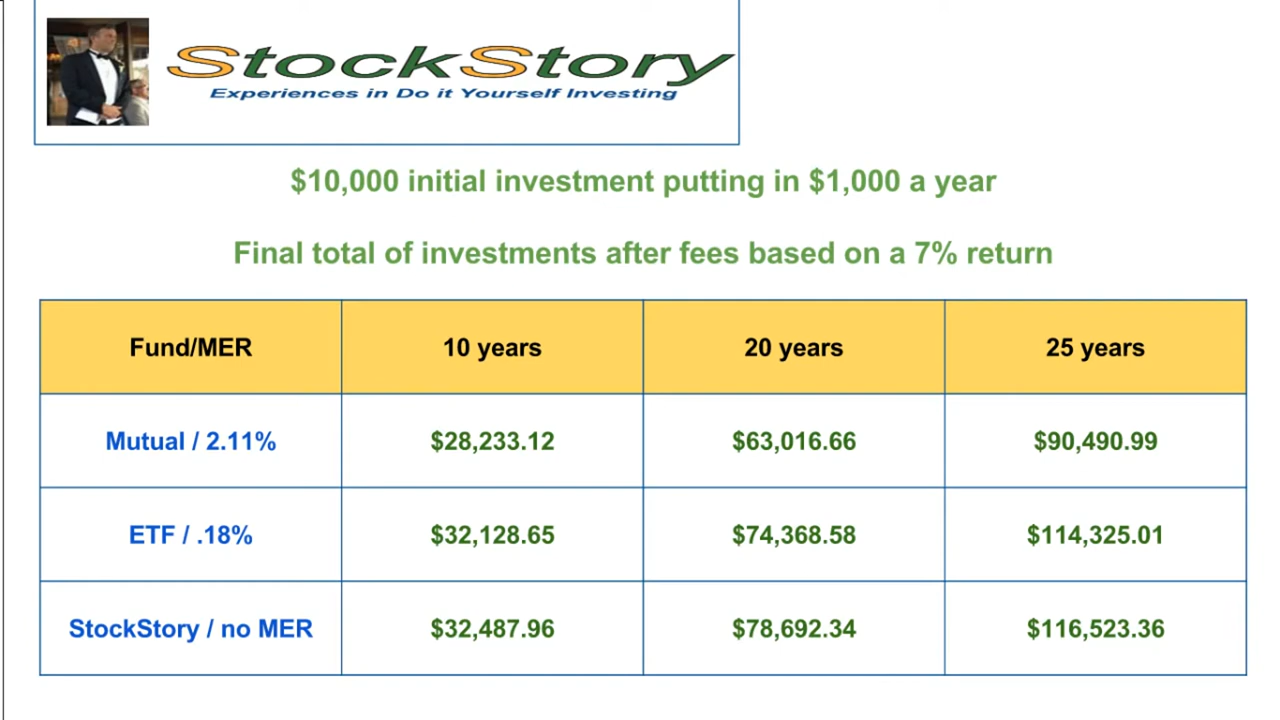 StockStory
Experiences in Do it Yourself Investing
$10,000 initial investment putting in $1,000 a year
Final total of investments after fees based on a 7% return
Fund/MER 10 years 20 years 25 years
Mutual / 2.11% $28,233.12 $63,016.66 $90,490.99
ETF / .18% $32,128.65 $74,368.58 $114,325.01
StockStory / no MER $32,487.96 $78,692.34 $116,523.36